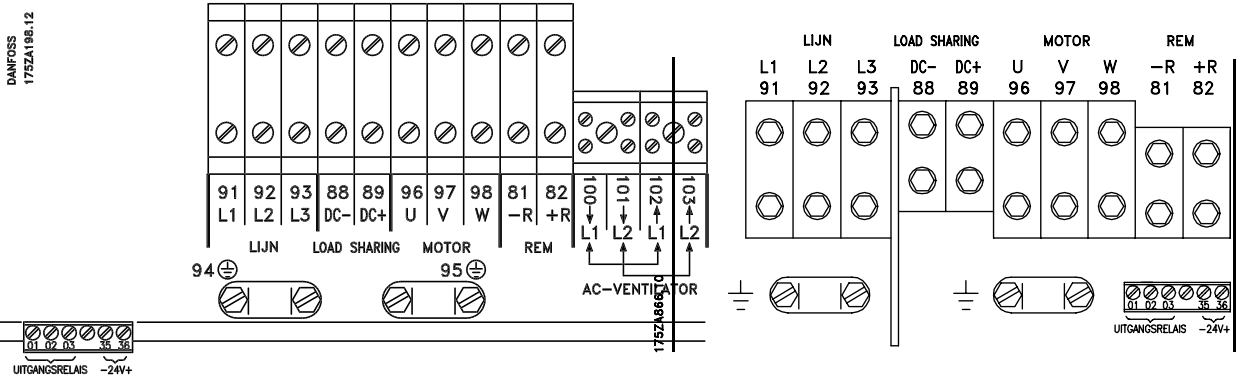 DANFOSS
175ZA198.12
91 92 93 88 89 96 97 98 81 82
L1 L2 L3 DC- DC+ U V W -R +R
LIJN LOAD SHARING MOTOR REM
100 101 102 103
L1 L2 L1 L2
AC-VENTILATOR
94 95
01 02 03 35 36
UITGANGSRELAIS -24V+
175ZA866.10
LIJN LOAD SHARING MOTOR REM
L1 L2 L3 DC- DC+ U V W -R +R
91 92 93 88 89 96 97 98 81 82
01 02 03 35 36
UITGANGSRELAIS -24V+